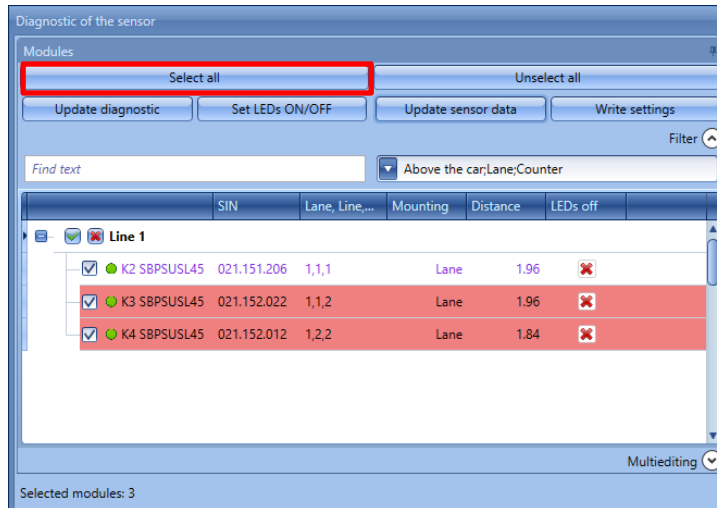 Diagnostic of the sensor
Modules
Select all Unselect all
Update diagnostic Set LEDs ON/OFF Update sensor data Write settings
Filter
Find text Above the car;Lane;Counter
SIN Lane, Line,... Mounting Distance LEDs off
Line 1
K2 SBPSUSL45 021.151.206 1,1,1 Lane 1.96
K3 SBPSUSL45 021.152.022 1,1,2 Lane 1.96
K4 SBPSUSL45 021.152.012 1,2,2 Lane 1.84
Multiediting
Selected modules: 3